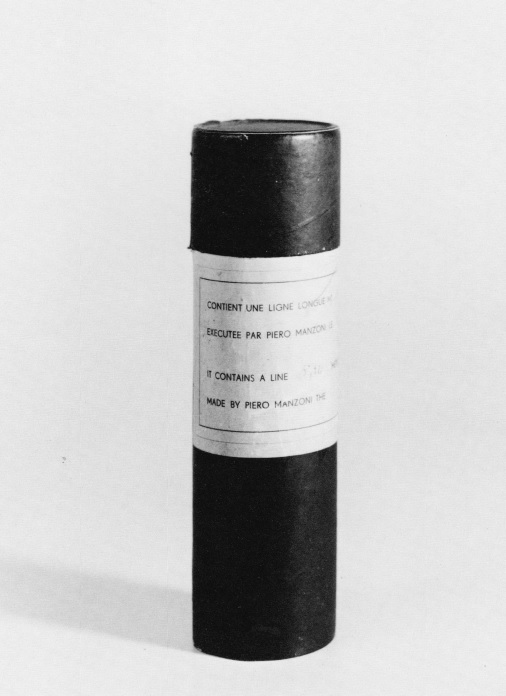 CONTIENT UNE LIGNE LONGUE
EXECUTEE PAR PIERO MANZONI
IT CONTAINS A LINE
MADE BY PIERO MANZONI THE